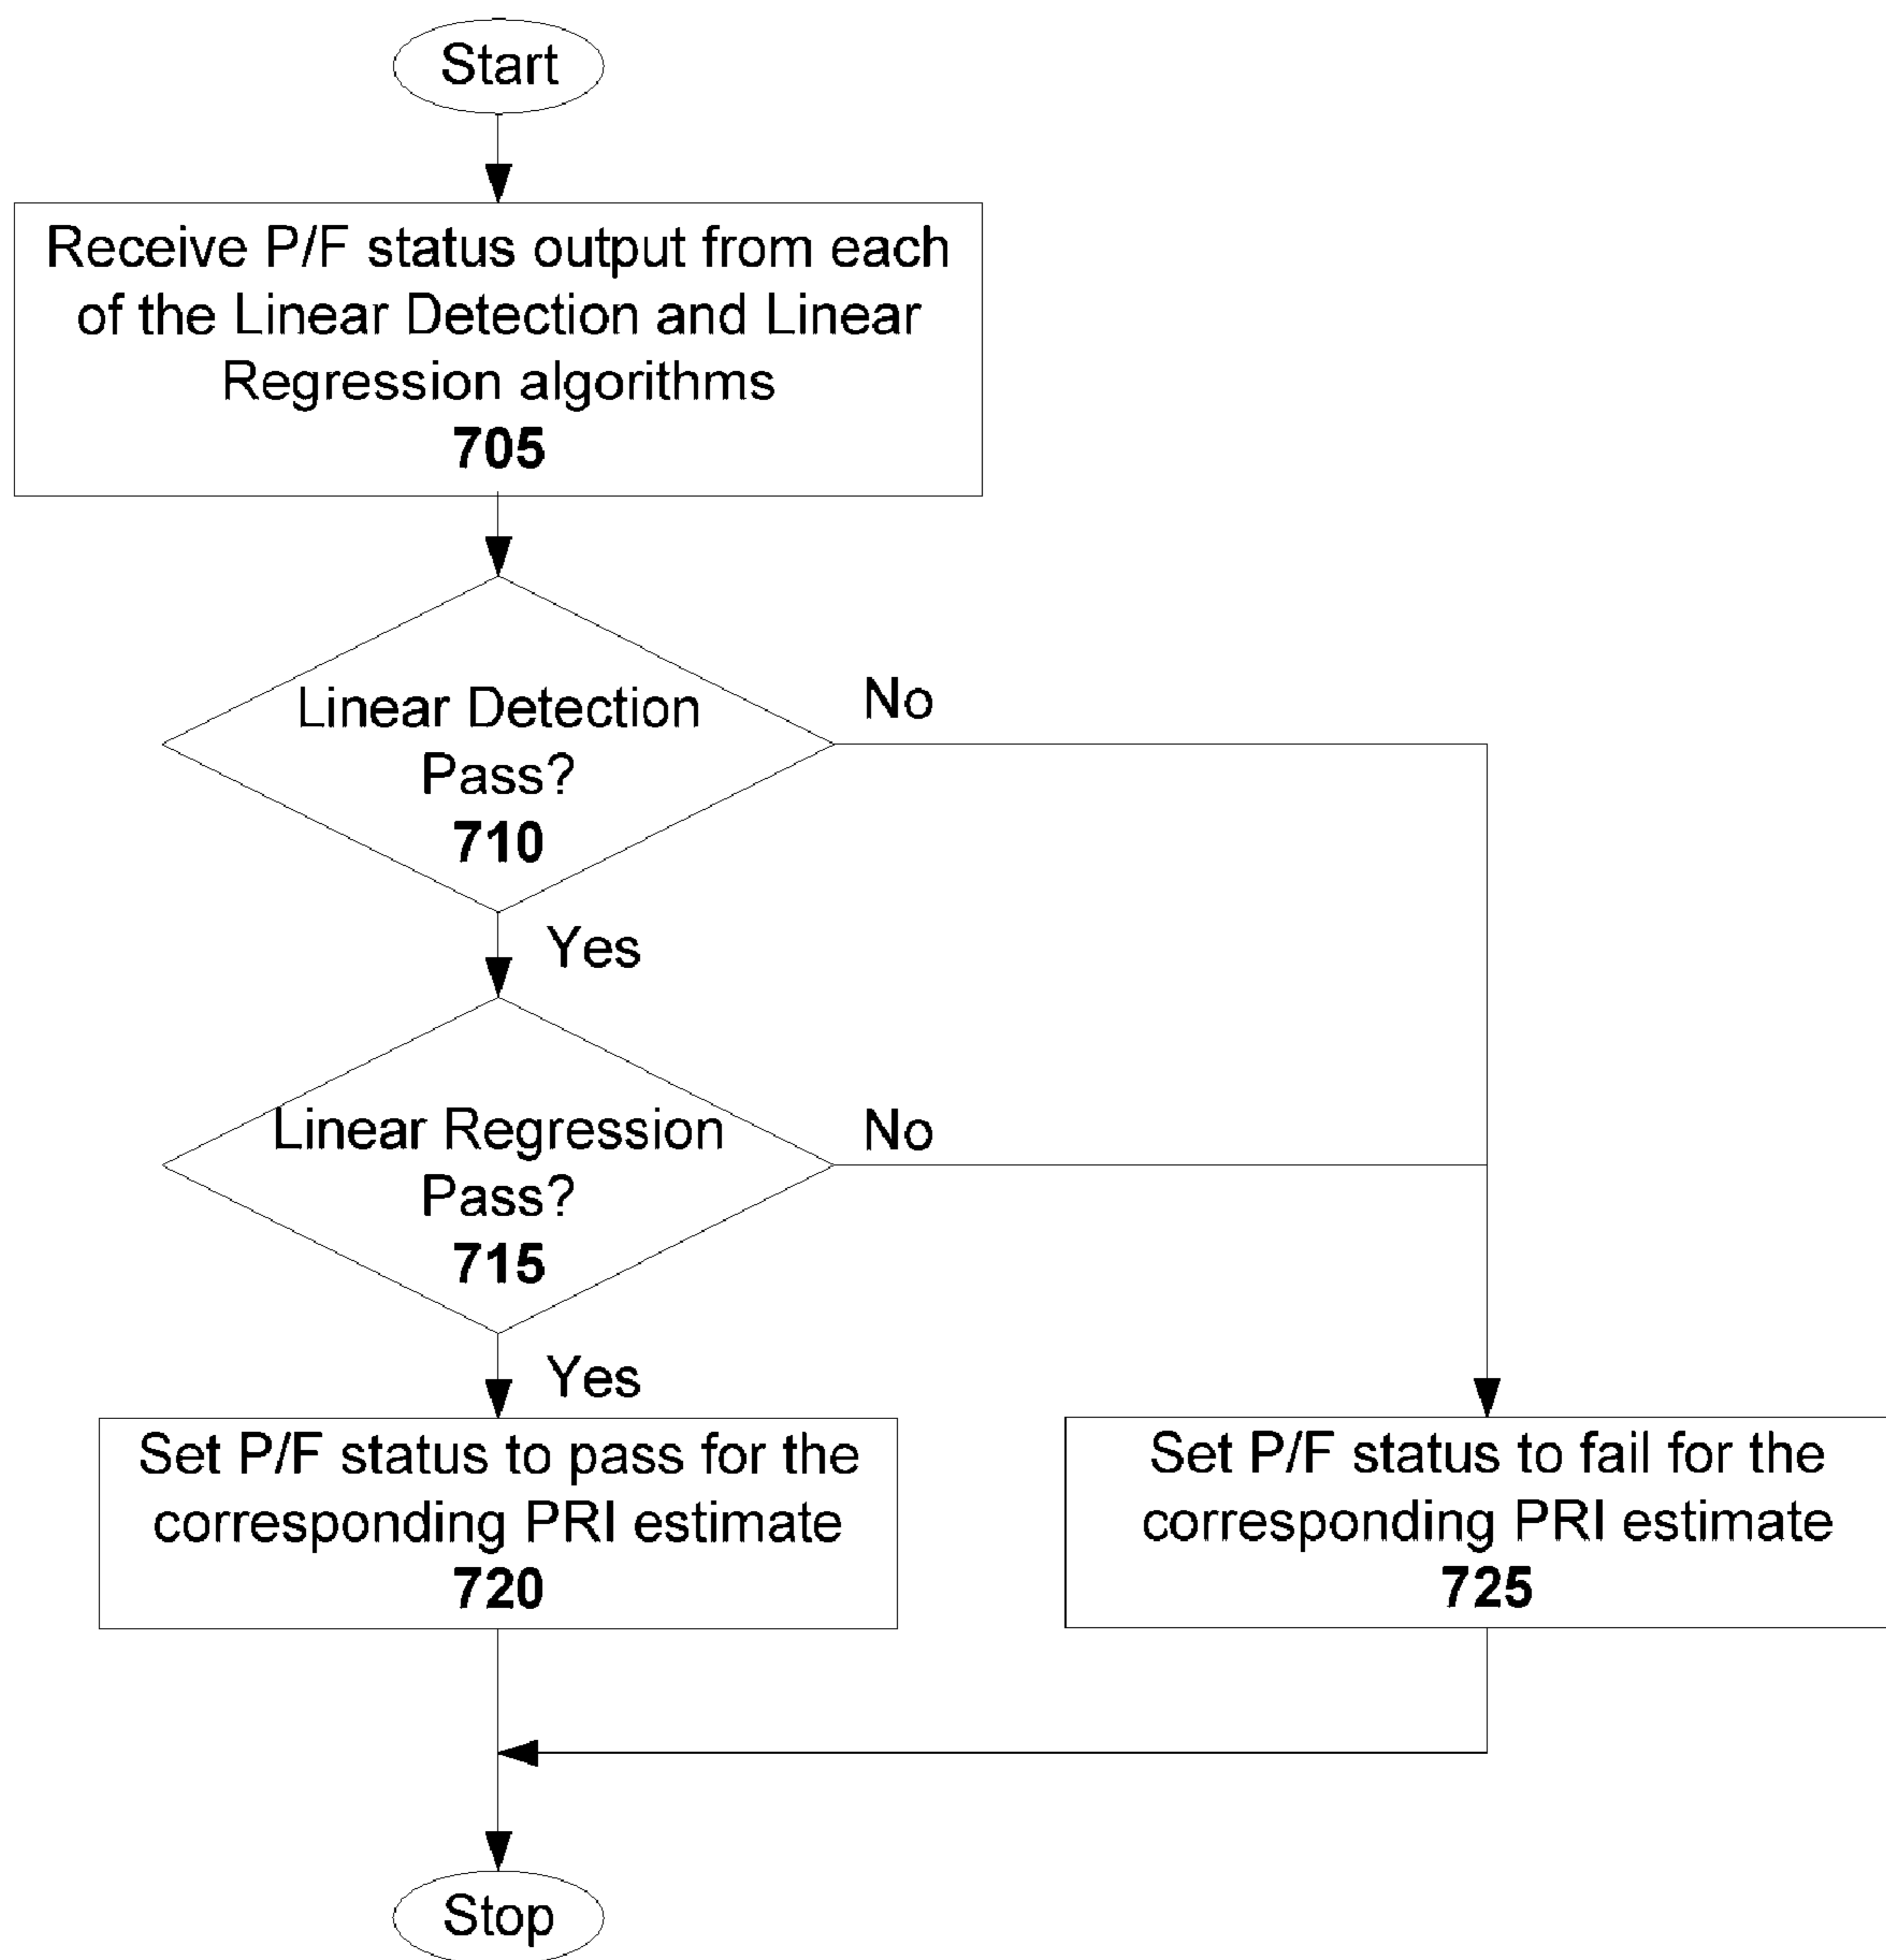 Start
Receive P/F status output from each
of the Linear Detection and Linear
Regression algorithms
705
Linear Detection
Pass?
710
No
Yes
Linear Regression
Pass?
715
No
Yes
Set P/F status to pass for the
corresponding PRI estimate
720
Set P/F status to fail for the
corresponding PRI estimate
725
Stop